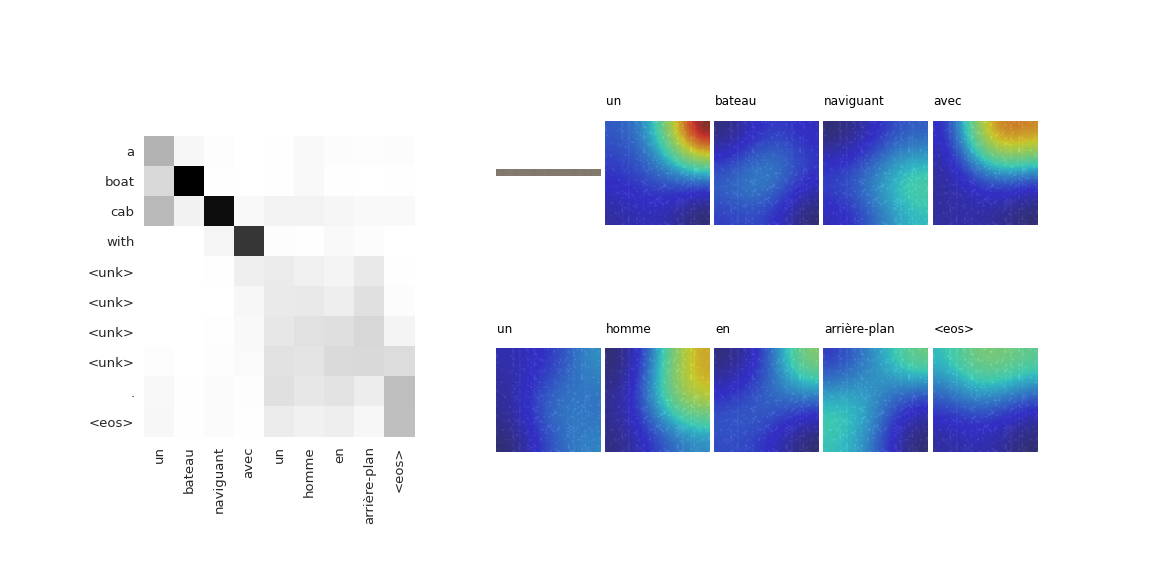 a
boat
cab
with
<unk>
<unk>
<unk>
<unk>
.
<eos>
un
bateau
naviguant
avec
un
homme
en
arrière-plan
<eos>
un bateau naviguant avec
un homme en arrière-plan <eos>